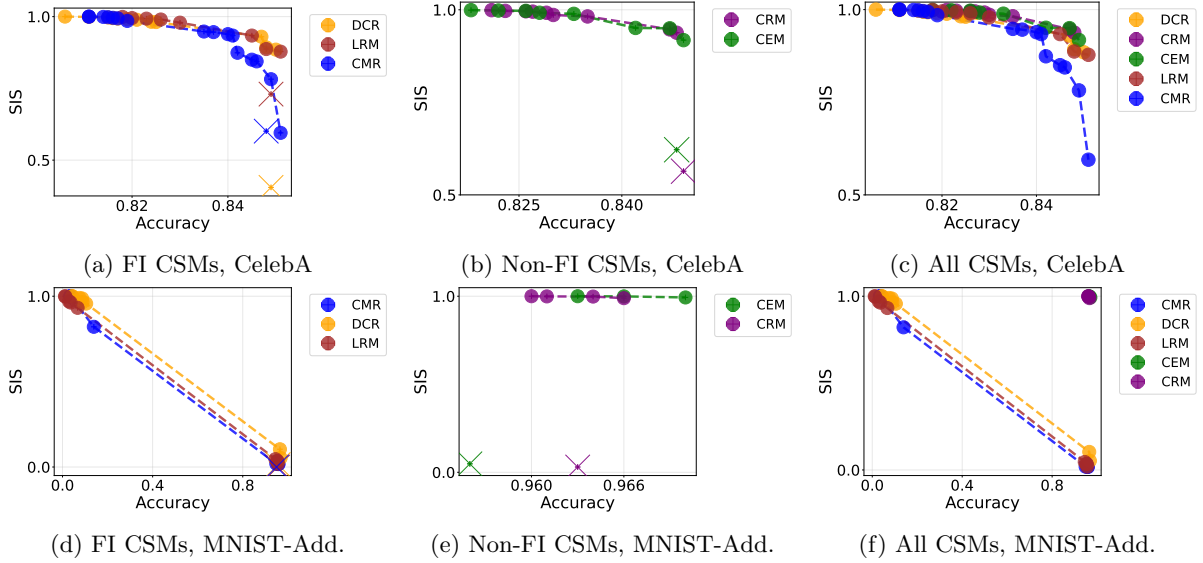 1.0
0.5
SIS
0.82
0.84
Accuracy
DCR
LRM
CMR
(a) FI CSMs, CelebA
1.0
0.5
SIS
0.825
0.840
Accuracy
CRM
CEM
(b) Non-FI CSMs, CelebA
1.0
0.5
SIS
0.82
0.84
Accuracy
DCR
CRM
CEM
LRM
CMR
(c) All CSMs, CelebA
1.0
0.0
SIS
0.0
0.4
0.8
Accuracy
CMR
DCR
LRM
(d) FI CSMs, MNIST-Add.
1.0
0.0
SIS
0.960
0.966
Accuracy
CEM
CRM
(e) Non-FI CSMs, MNIST-Add.
1.0
0.0
SIS
0.0
0.4
0.8
Accuracy
CMR
DCR
LRM
CEM
CRM
(f) All CSMs, MNIST-Add.